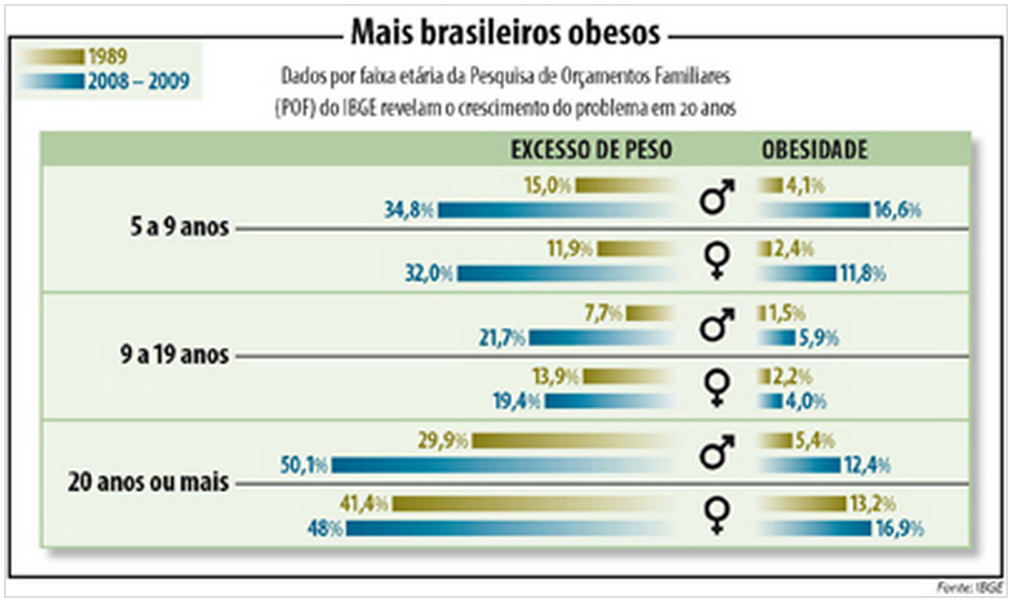 Mais brasileiros obesos
1989
2008 – 2009
Dados por faixa etária da Pesquisa de Orçamentos Familiares
(POF) do IBGE revelam o crescimento do problema em 20 anos
EXCESSO DE PESO OBESIDADE
5 a 9 anos
15,0% 4,1%
34,8% 16,6%
11,9% 2,4%
32,0% 11,8%
9 a 19 anos
7,7% 1,5%
21,7% 5,9%
13,9% 2,2%
19,4% 4,0%
20 anos ou mais
29,9% 5,4%
50,1% 12,4%
41,4% 13,2%
48% 16,9%
Fonte: IBGE